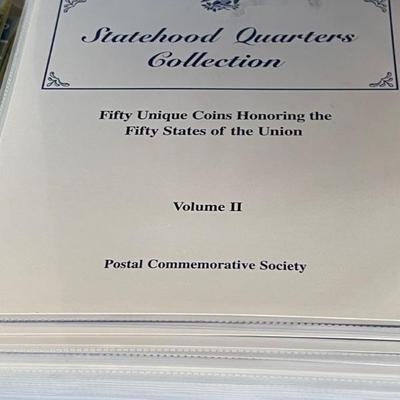 Statehood Quarters
Collection
Fifty Unique Coins Honoring the
Fifty States of the Union
Volume II
Postal Commemorative Society